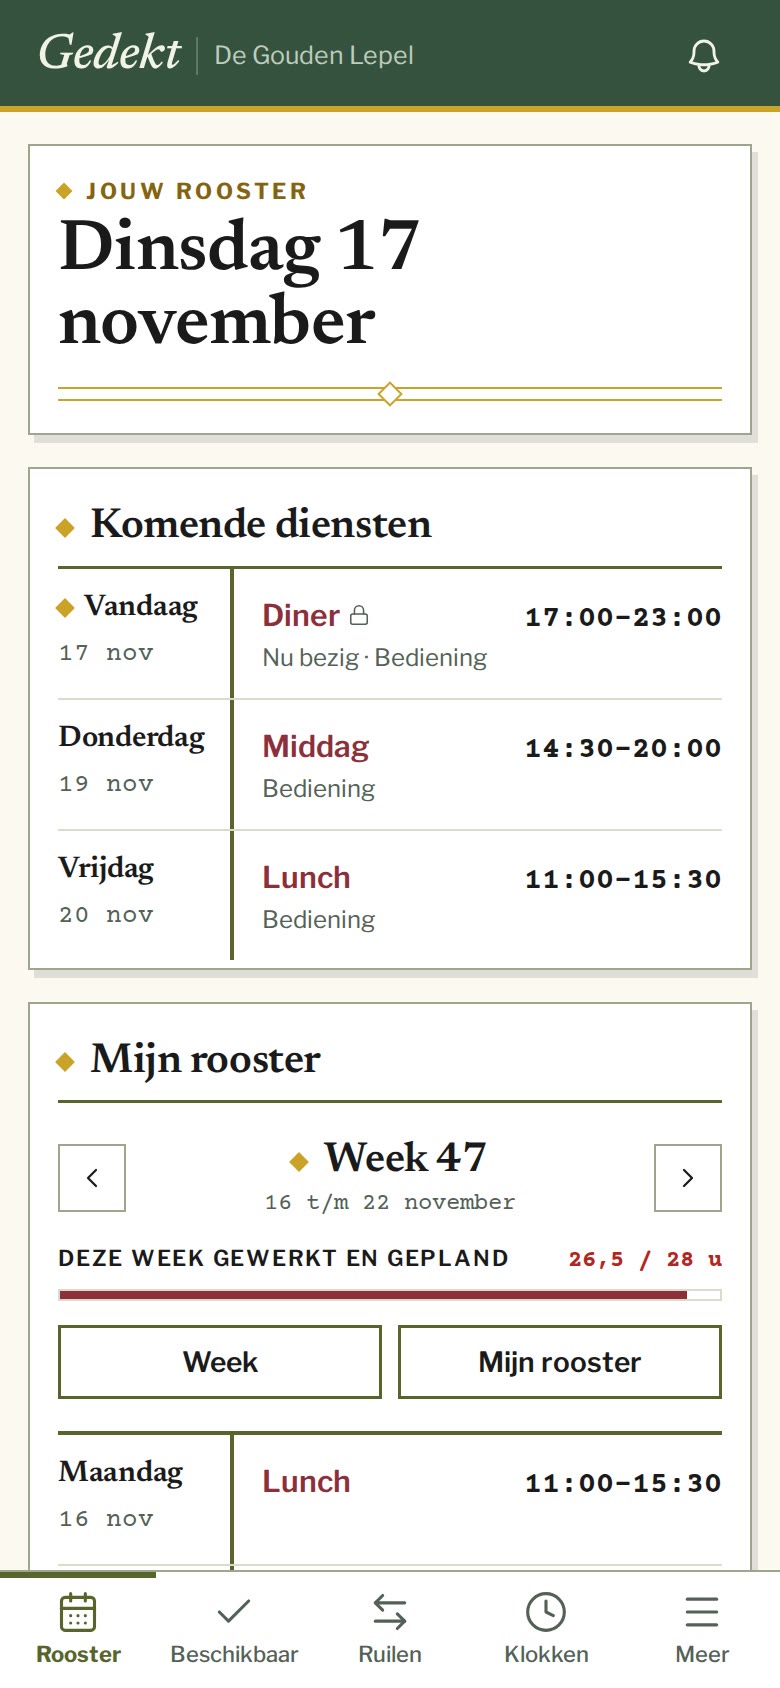 Gedekt
De Gouden Lepel
JOUW ROOSTER
Dinsdag 17
november
Komende diensten
Vandaag
17 nov
Diner
17:00–23:00
Nu bezig · Bediening
Donderdag
19 nov
Middag
14:30–20:00
Bediening
Vrijdag
20 nov
Lunch
11:00–15:30
Bediening
Mijn rooster
Week 47
16 t/m 22 november
DEZE WEEK GEWERKT EN GEPLAND
26,5 / 28 u
Week
Mijn rooster
Maandag
16 nov
Lunch
11:00–15:30
Rooster
Beschikbaar
Ruilen
Klokken
Meer